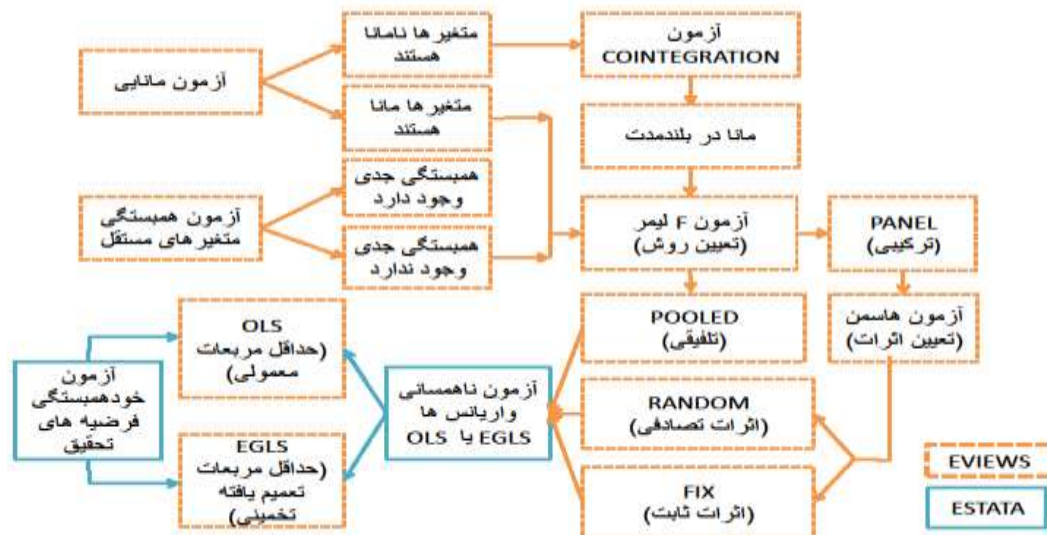 آزمون مانایی
متغیر ها نامانا
هستند
متغیر ها مانا
هستند
آزمون همبستگی
متغیر های مستقل
همبستگی جدی
وجود دارد
همبستگی جدی
وجود ندارد
آزمون
COINTEGRATION
مانا در بلندمدت
آزمون F لیمر
(تعیین روش)
PANEL
(ترکیبی)
آزمون هاسمن
(تعیین اثرات)
POOLED
(تلفیقی)
RANDOM
(اثرات تصادفی)
FIX
(اثرات ثابت)
آزمون ناهمسانی
واریانس ها
OLS یا EGLS
OLS
(حداقل مربعات
معمولی)
EGLS
(حداقل مربعات
تعمیم یافته
تخمینی)
آزمون
خودهمبستگی
فرضیه های
تحقیق
EVIEWS
ESTATA